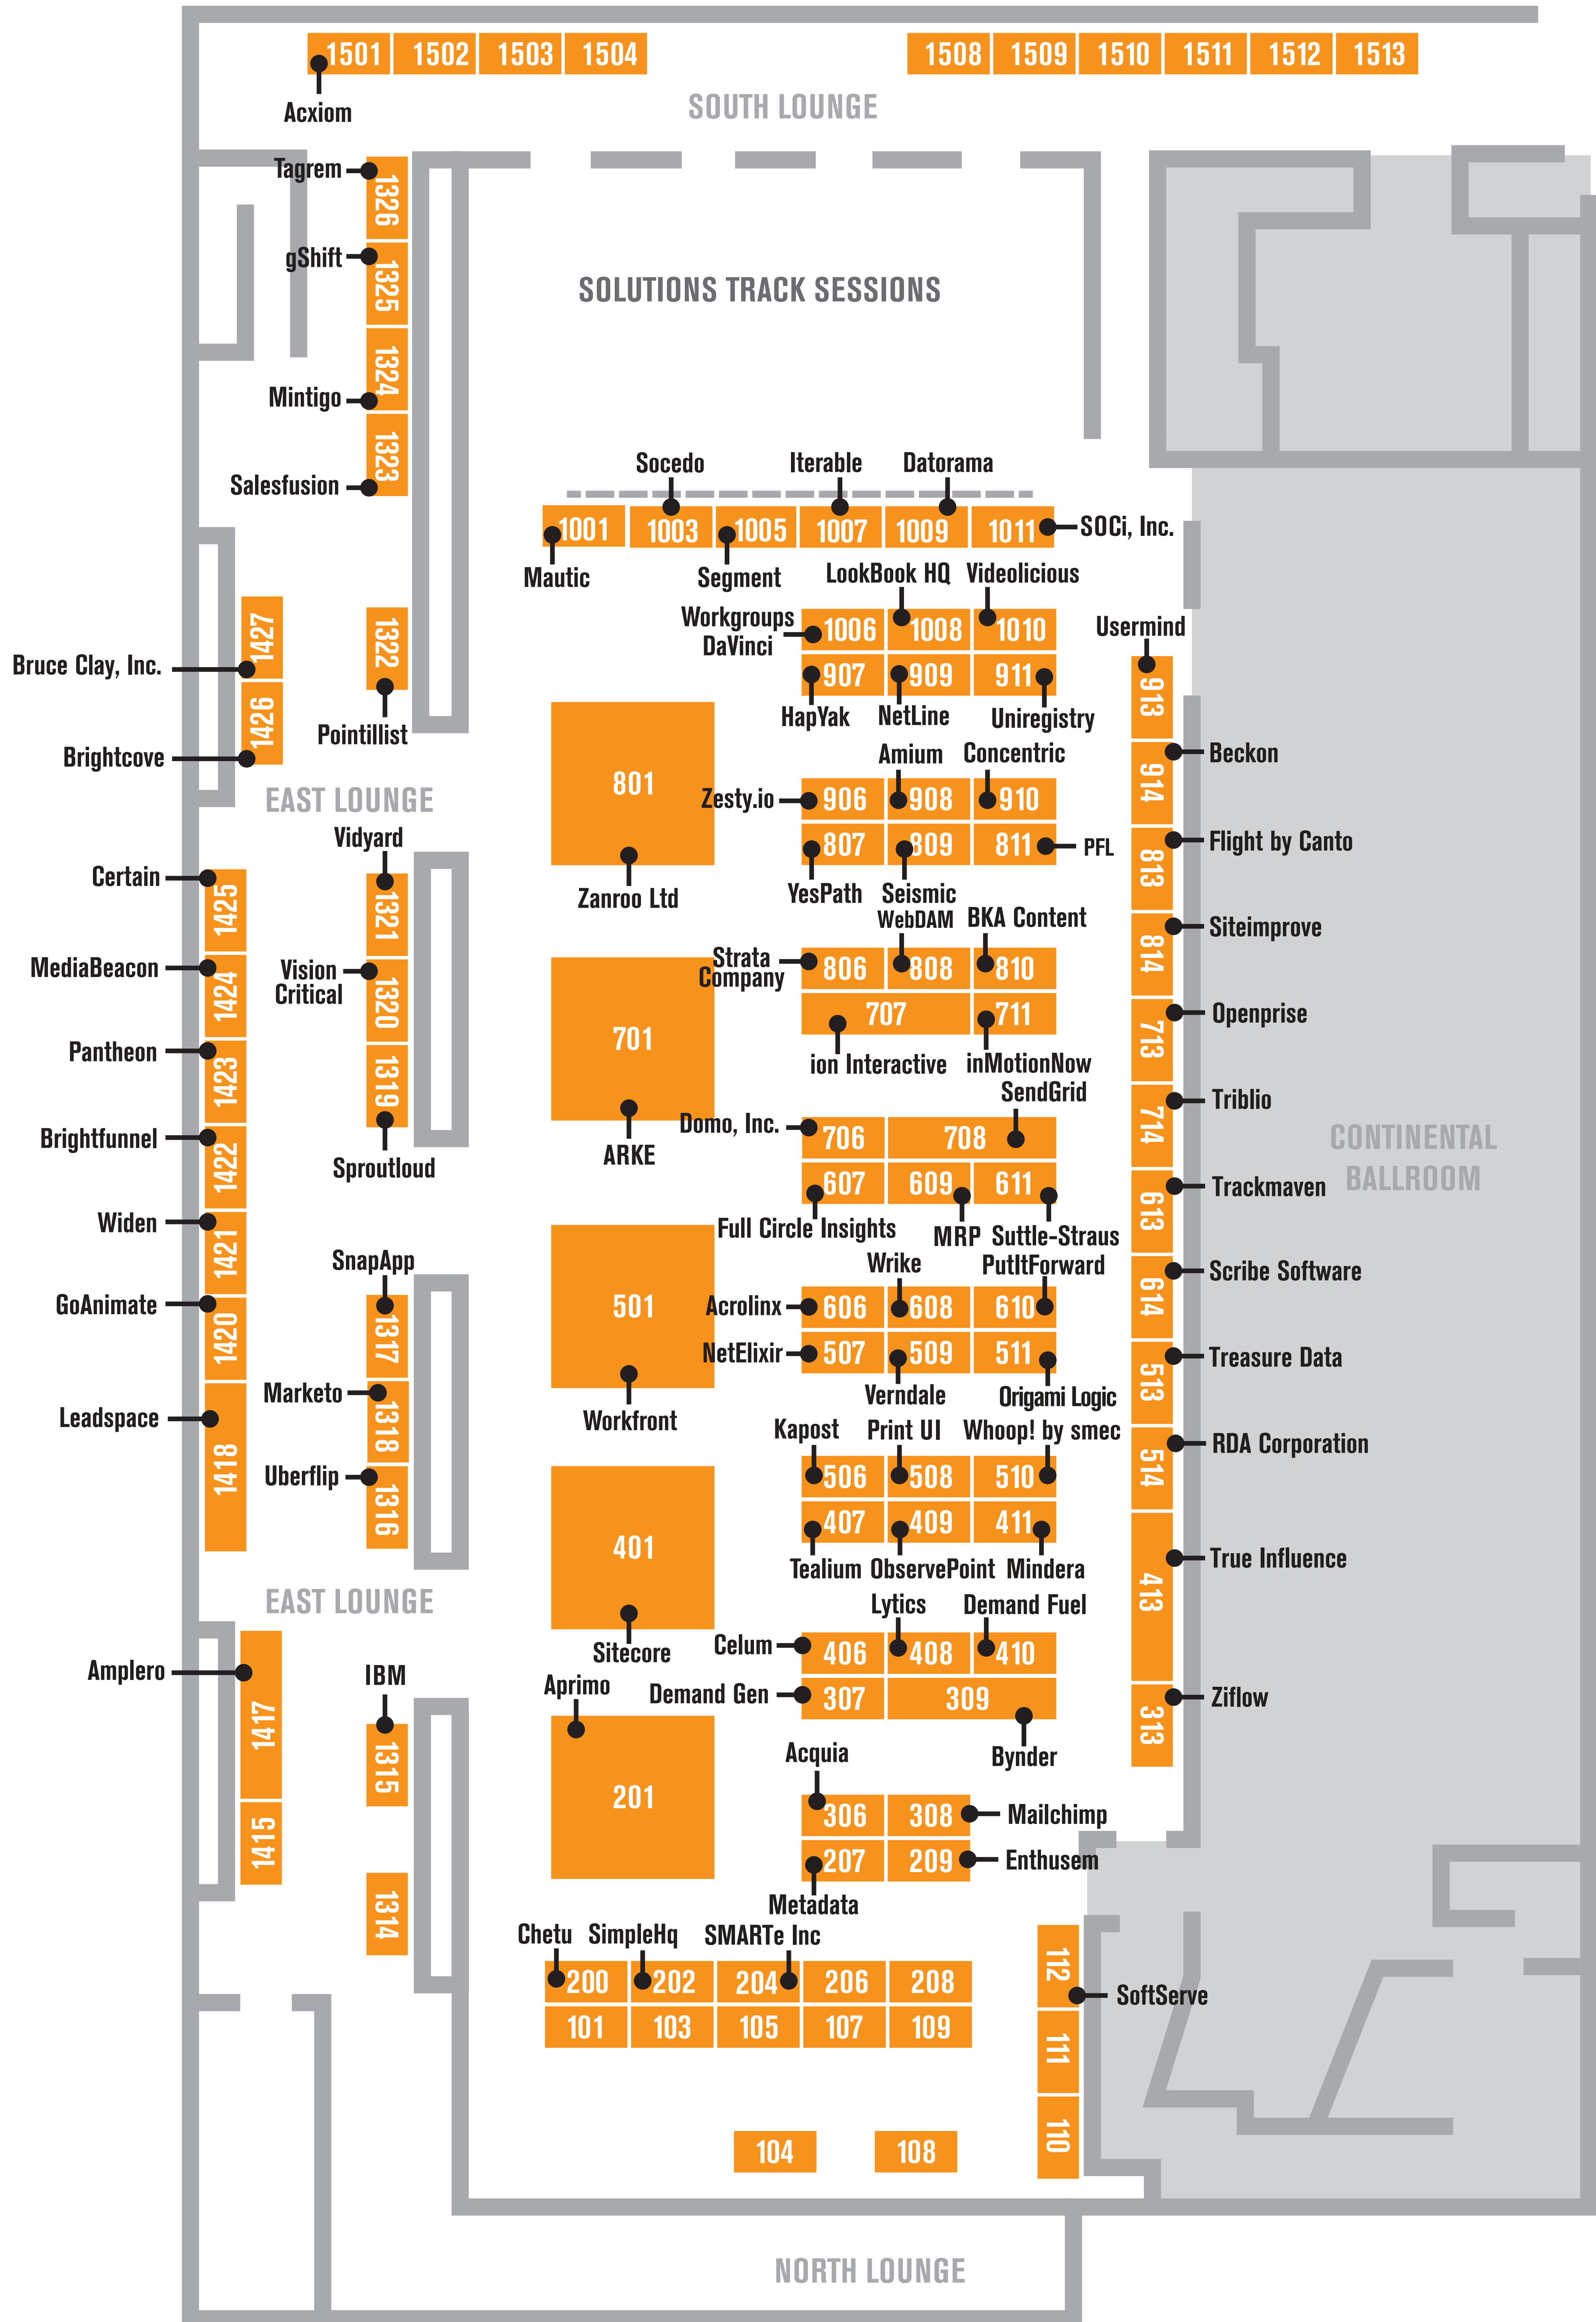 1501 1502 1503 1504 1508 1509 1510 1511 1512 1513
Acxiom
SOUTH LOUNGE
Tagrem
1326
gShift
1325
SOLUTIONS TRACK SESSIONS
1324
Mintigo
1323
Salesfusion
Socedo Iterable Datorama
1001 1003 1005 1007 1009 1011 SOCi, Inc.
Mautic Segment LookBook HQ Videolicious
Workgroups
DaVinci
1006 1008 1010
Usermind
907 909 911
HapYak NetLine Uniregistry
913
1427
1322
Bruce Clay, Inc.
1426
Pointillist
Brightcove
EAST LOUNGE
801
Zanroo Ltd
Amium Concentric
Zesty.io 906 908 910
807 809 811 PFL
YesPath Seismic
914 Beckon
813 Flight by Canto
Vidyard
Certain
1425
1321
MediaBeacon
1424
Vision
Critical
1320
Pantheon
1423
1319
Sproutloud
Brightfunnel
1422
Widen
1421
GoAnimate
1420
Leadspace
1418
WebDAM BKA Content
Strata
Company
806 808 810
707 711
ion Interactive inMotionNow
701
ARKE
814 Siteimprove
713 Openprise
714 Triblio
CONTINENTAL
BALLROOM
SendGrid
Domo, Inc. 706 708
607 609 611
Full Circle Insights MRP Suttle-Straus
613 Trackmaven
SnapApp
1317
Marketo
1318
Uberflip
1316
501
Workfront
Wrike PutItForward
Acrolinx 606 608 610
NetElixir 507 509 511
Verndale Origami Logic
614 Scribe Software
513 Treasure Data
Kapost Print UI Whoop! by smec
506 508 510
407 409 411
Tealium ObservePoint Mindera
514 RDA Corporation
413 True Influence
401
Sitecore
EAST LOUNGE
Amplero
1417
1415
IBM
1315
1314
Lytics Demand Fuel
Celum 406 408 410
Demand Gen 307 309
Bynder
313 Ziflow
Aprimo
201
Acquia
306 308 Mailchimp
207 209 Enthusem
Metadata
Chetu SimpleHq SMARTe Inc
200 202 204 206 208
101 103 105 107 109
112 SoftServe
111
110
104 108
NORTH LOUNGE